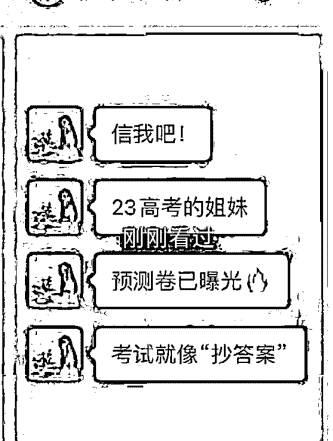 信我吧！
23高考的姐妹
刚刚看过
预测卷已曝光
考试就像“抄答案”